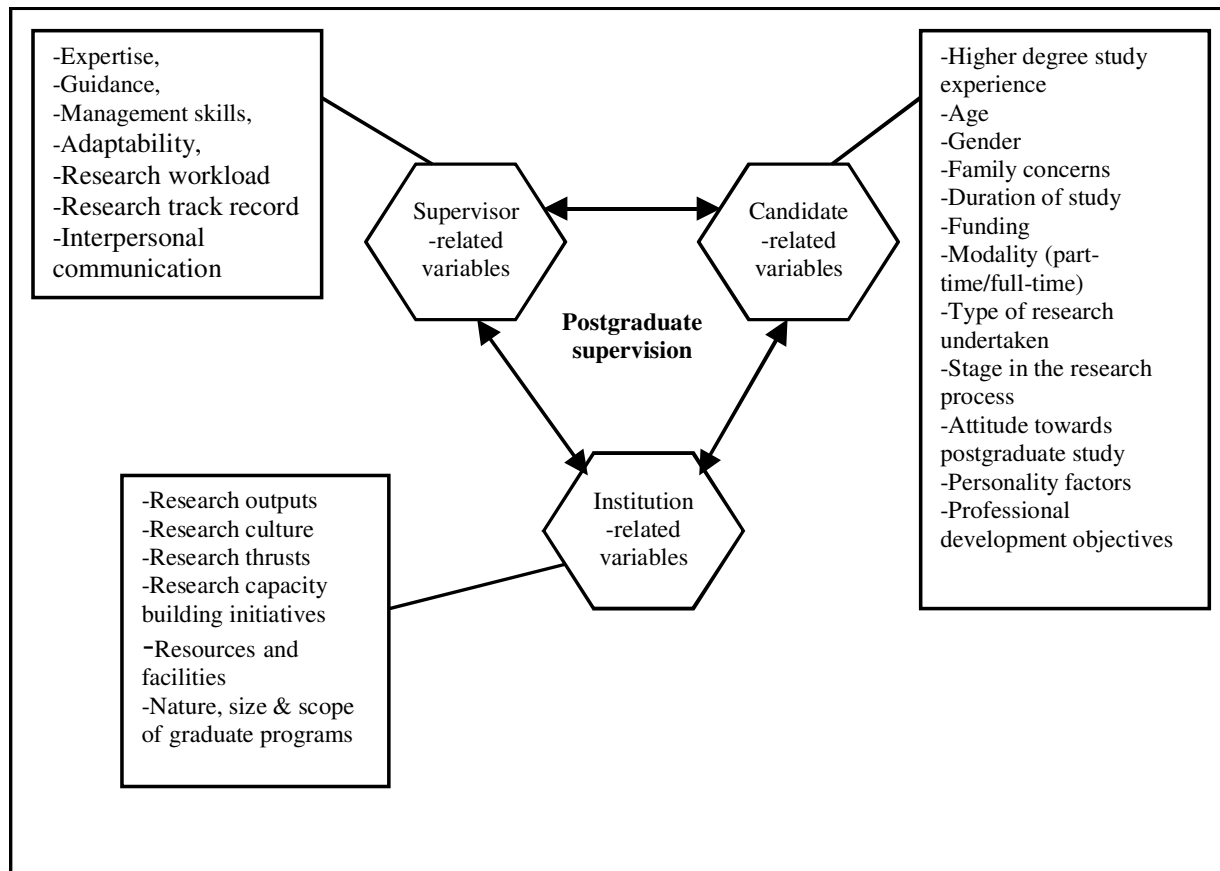 -Expertise,
-Guidance,
-Management skills,
-Adaptability,
-Research workload
-Research track record
-Interpersonal
communication
Supervisor
-related
variables
Candidate
-related
variables
-Higher degree study
experience
-Age
-Gender
-Family concerns
-Duration of study
-Funding
-Modality (part-
time/full-time)
-Type of research
undertaken
-Stage in the research
process
-Attitude towards
postgraduate study
-Personality factors
-Professional
development objectives
Postgraduate
supervision
-Research outputs
-Research culture
-Research thrusts
-Research capacity
building initiatives
-Resources and
facilities
-Nature, size & scope
of graduate programs
Institution
-related
variables